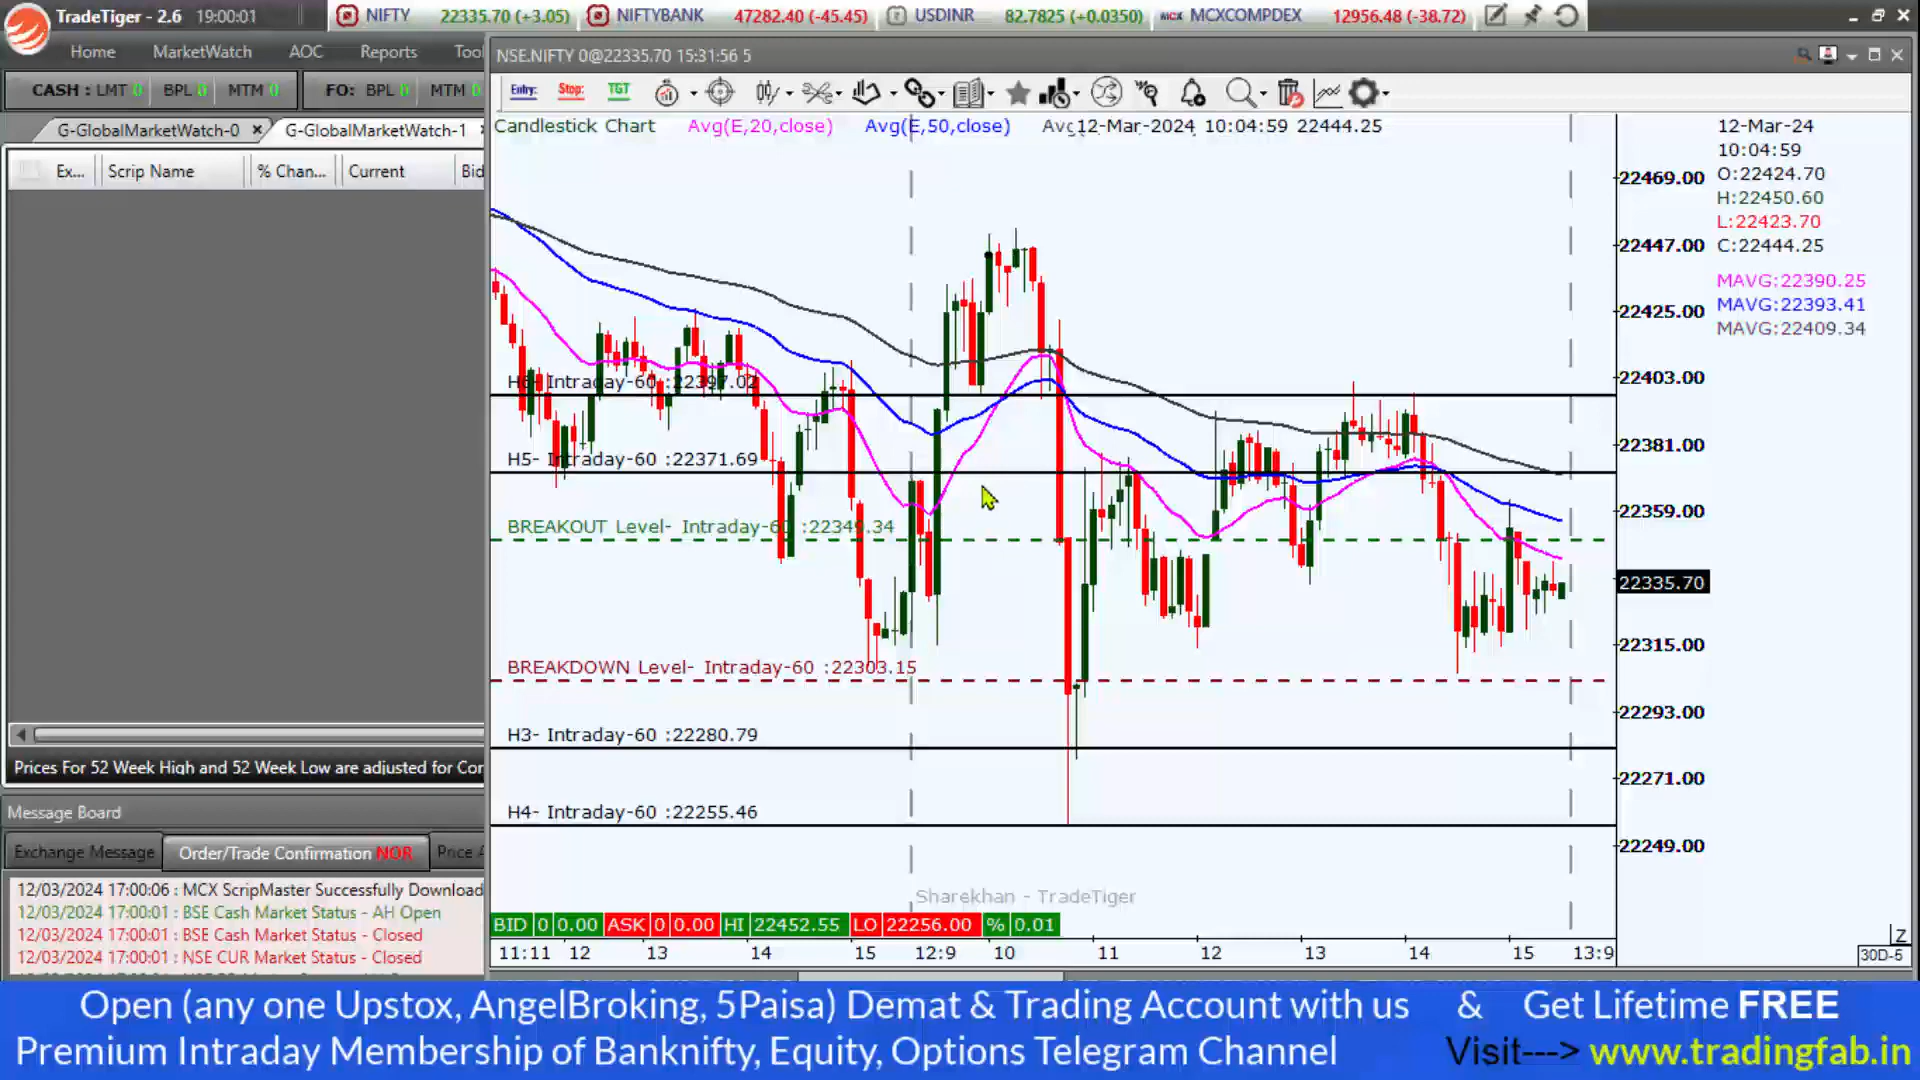 TradeTiger - 2.6 19:00:01
NIFTY 22335.70 (+3.05) NIFTYBANK 47282.40 (-45.45) USDINR 82.7825 (+0.0350) MCX MCXCOMPDEX 12956.48 (-38.72)
Home MarketWatch AOC Reports Tool
CASH : LMT 0 BPL 0 MTM 0 FO: BPL 0 MTM 0
G-GlobalMarketWatch-0 × G-GlobalMarketWatch-1
Ex... Scrip Name % Chan... Current Bid
Prices For 52 Week High and 52 Week Low are adjusted for Cor
Message Board
Exchange Message Order/Trade Confirmation NOR Price A
12/03/2024 17:00:06 : MCX ScripMaster Successfully Download
12/03/2024 17:00:01 : BSE Cash Market Status - AH Open
12/03/2024 17:00:01 : BSE Cash Market Status - Closed
12/03/2024 17:00:01 : NSE CUR Market Status - Closed
NSE.NIFTY 0@22335.70 15:31:56 5
Entry: Stop: TGT
Candlestick Chart Avg(E,20,close) Avg(E,50,close) Avg 12-Mar-2024 10:04:59 22444.25
H6- Intraday-60 :22397.02
H5- Intraday-60 :22371.69
BREAKOUT Level- Intraday-60 :22349.34
BREAKDOWN Level- Intraday-60 :22303.15
H3- Intraday-60 :22280.79
H4- Intraday-60 :22255.46
Sharekhan - TradeTiger
BID 0 0.00 ASK 0 0.00 HI 22452.55 LO 22256.00 % 0.01
11:11 12 13 14 15 12:9 10 11 12 13 14 15 13:9
22469.00
22447.00
22425.00
22403.00
22381.00
22359.00
22335.70
22315.00
22293.00
22271.00
22249.00
12-Mar-24
10:04:59
O:22424.70
H:22450.60
L:22423.70
C:22444.25
MAVG:22390.25
MAVG:22393.41
MAVG:22409.34
Z
30D-5
Open (any one Upstox, AngelBroking, 5Paisa) Demat & Trading Account with us & Get Lifetime FREE
Premium Intraday Membership of Banknifty, Equity, Options Telegram Channel Visit---> www.tradingfab.in